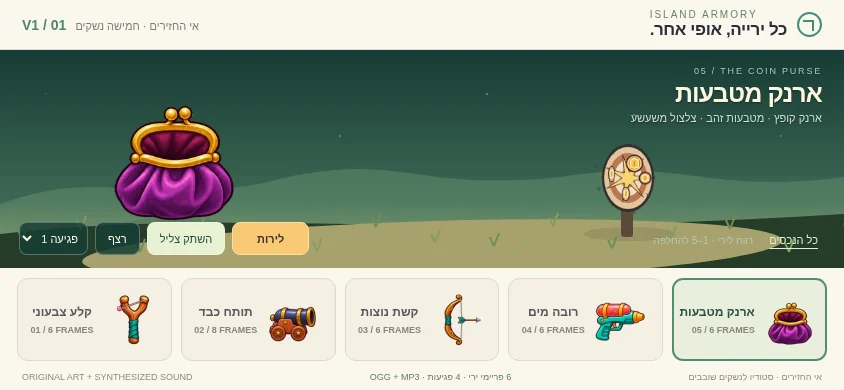 ISLAND ARMORY
כל ירייה, אופי אחר.
אי החזירים · חמישה נשקים
V1 / 01
05 / THE COIN PURSE
ארנק מטבעות
ארנק קופץ · מטבעות זהב · צלצול משעשע
לירות
השתק צליל
רצף
פגיעה 1
כל הנכסים
רווח לירי · 1–5 להחלפה
ארנק מטבעות
05 / 6 FRAMES
רובה מים
04 / 6 FRAMES
קשת נוצות
03 / 6 FRAMES
תותח כבד
02 / 8 FRAMES
קלע צבעוני
01 / 6 FRAMES
אי החזירים · סטודיו לנשקים שובבים
6 פריימי ירי · 4 פגיעות · OGG + MP3
ORIGINAL ART + SYNTHESIZED SOUND